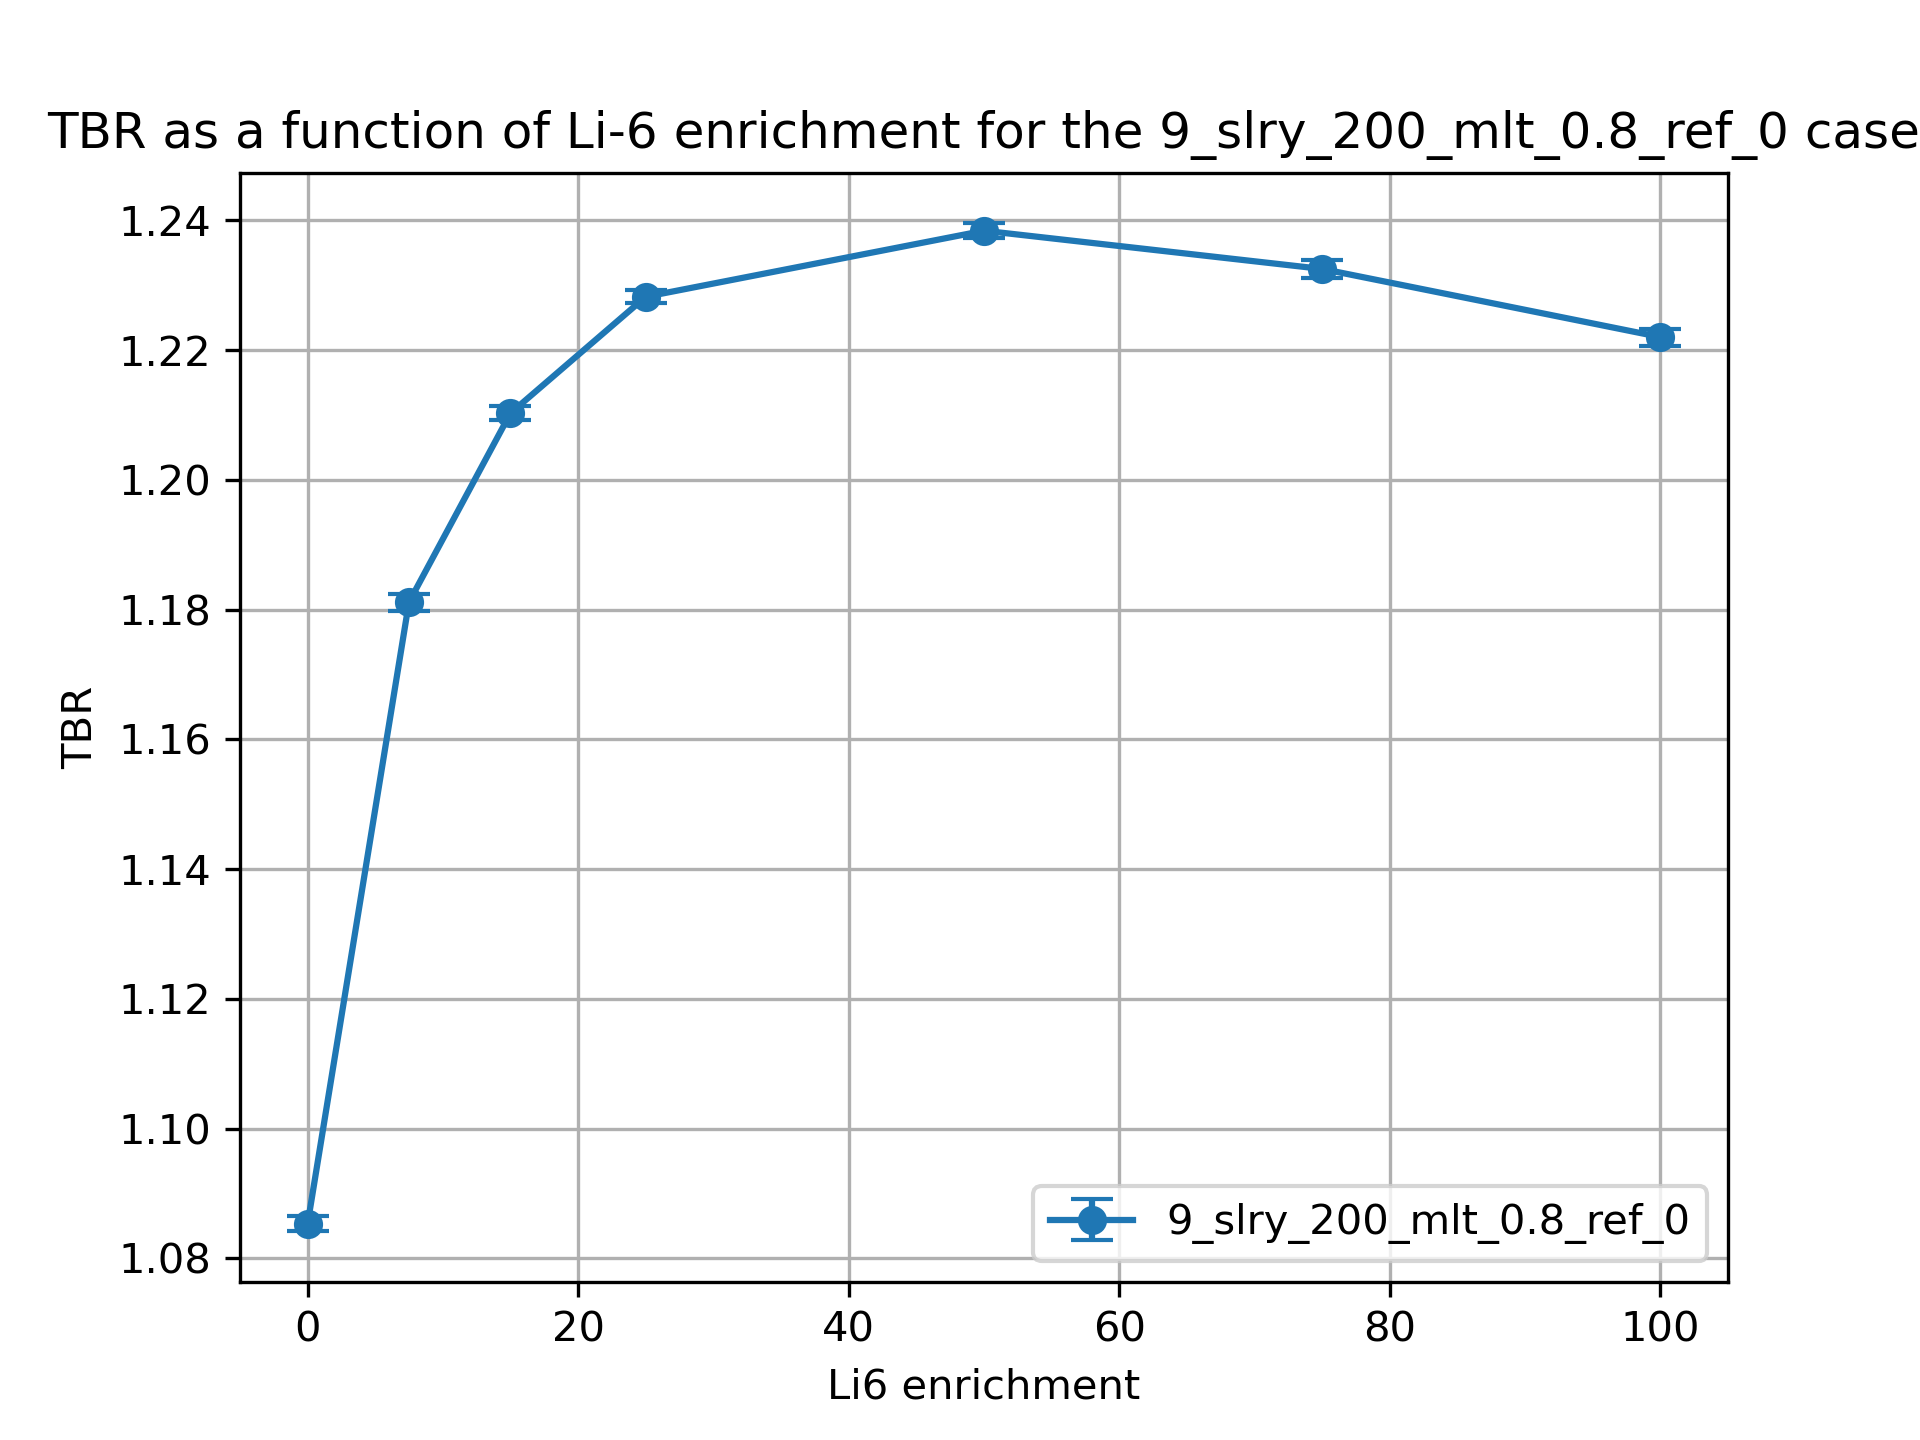 TBR as a function of Li-6 enrichment for the 9_slry_200_mlt_0.8_ref_0 case
1.24
1.22
1.20
1.18
1.16
1.14
1.12
1.10
1.08
TBR
9_slry_200_mlt_0.8_ref_0
0 20 40 60 80 100
Li6 enrichment